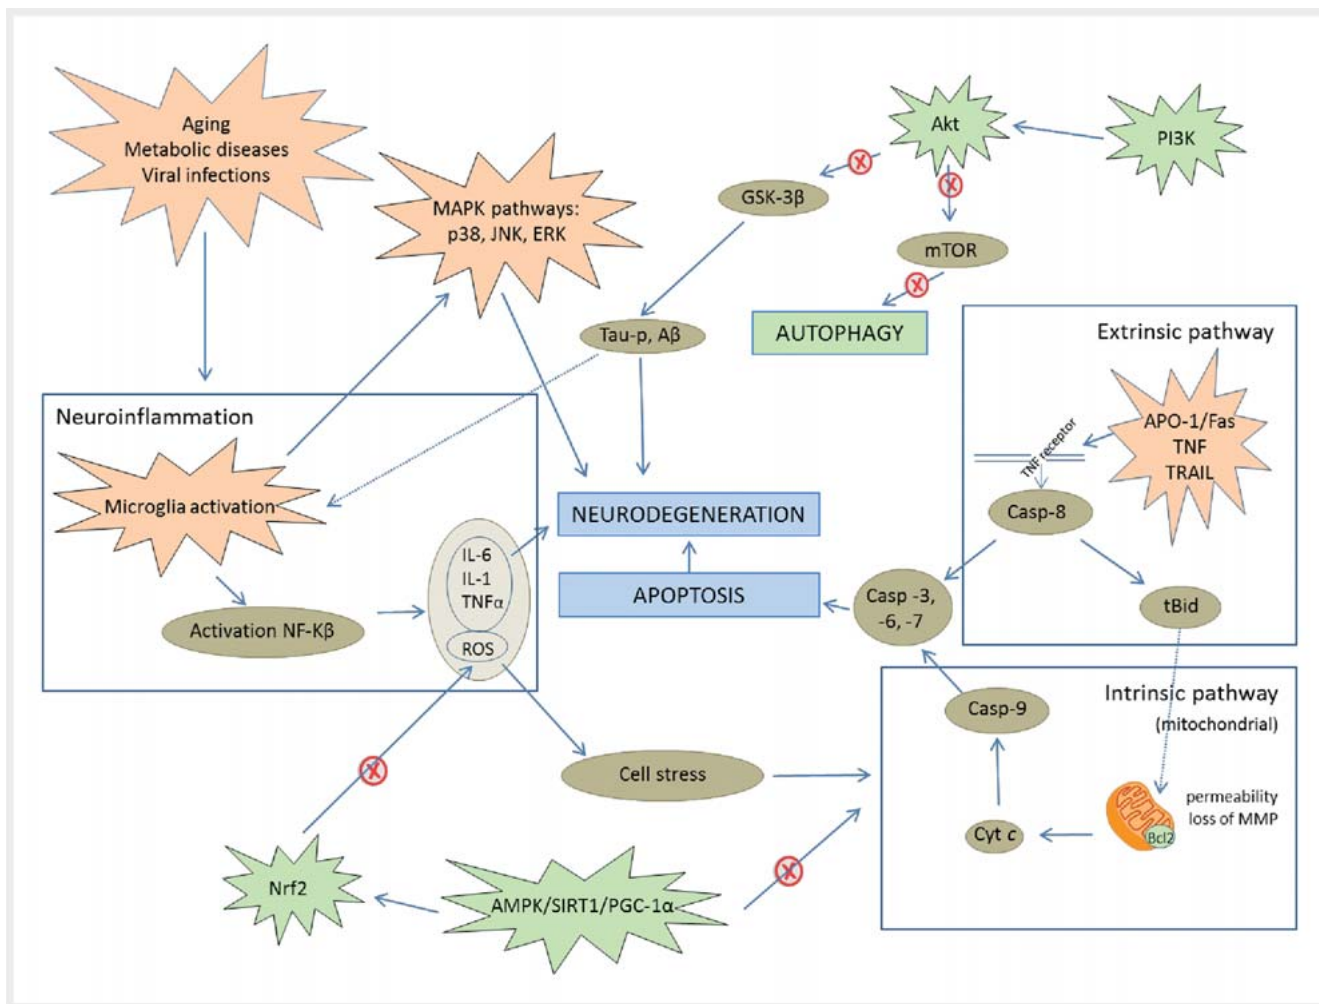 Aging
Metabolic diseases
Viral infections
MAPK pathways:
p38, JNK, ERK
Akt
PI3K
X
X
GSK-3β
mTOR
X
AUTOPHAGY
Tau-p, Aβ
Extrinsic pathway
APO-1/Fas
TNF
TRAIL
TNF receptor
Casp-8
tBid
Neuroinflammation
Microglia activation
Activation NF-Kβ
IL-6
IL-1
TNFα
ROS
NEURODEGENERATION
APOPTOSIS
Casp -3,
-6, -7
Intrinsic pathway
(mitochondrial)
Casp-9
permeability
loss of MMP
Bcl2
Cyt c
Cell stress
X
X
Nrf2
AMPK/SIRT1/PGC-1α